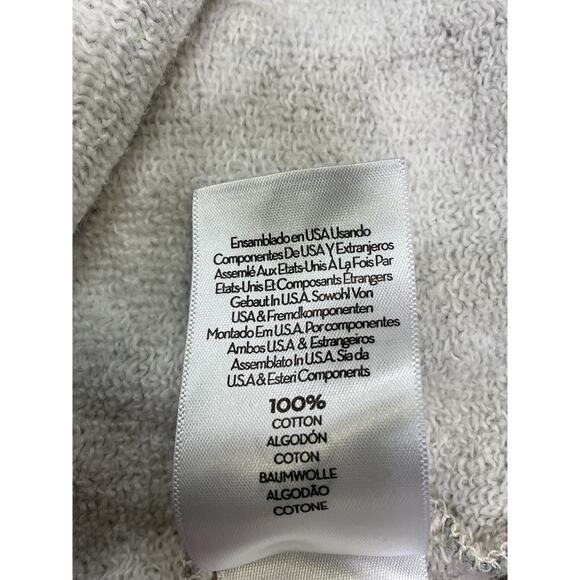 Ensamblado en USA Usando
Componentes De USA Y Extranjeros
Assemlé Aux Etats-Unis À La Fois Par
Etats-Unis Et Composants Étrangers
Gebaut In U.S.A. Sowohl Von
USA & Fremdkomponenten
Montado Em U.S.A. Por componentes
Ambos U.S.A & Estrangeiros
Assemblato In U.S.A. Sia da
U.S.A & Esteri Components
100%
COTTON
ALGODÓN
COTON
BAUMWOLLE
ALGODÃO
COTONE